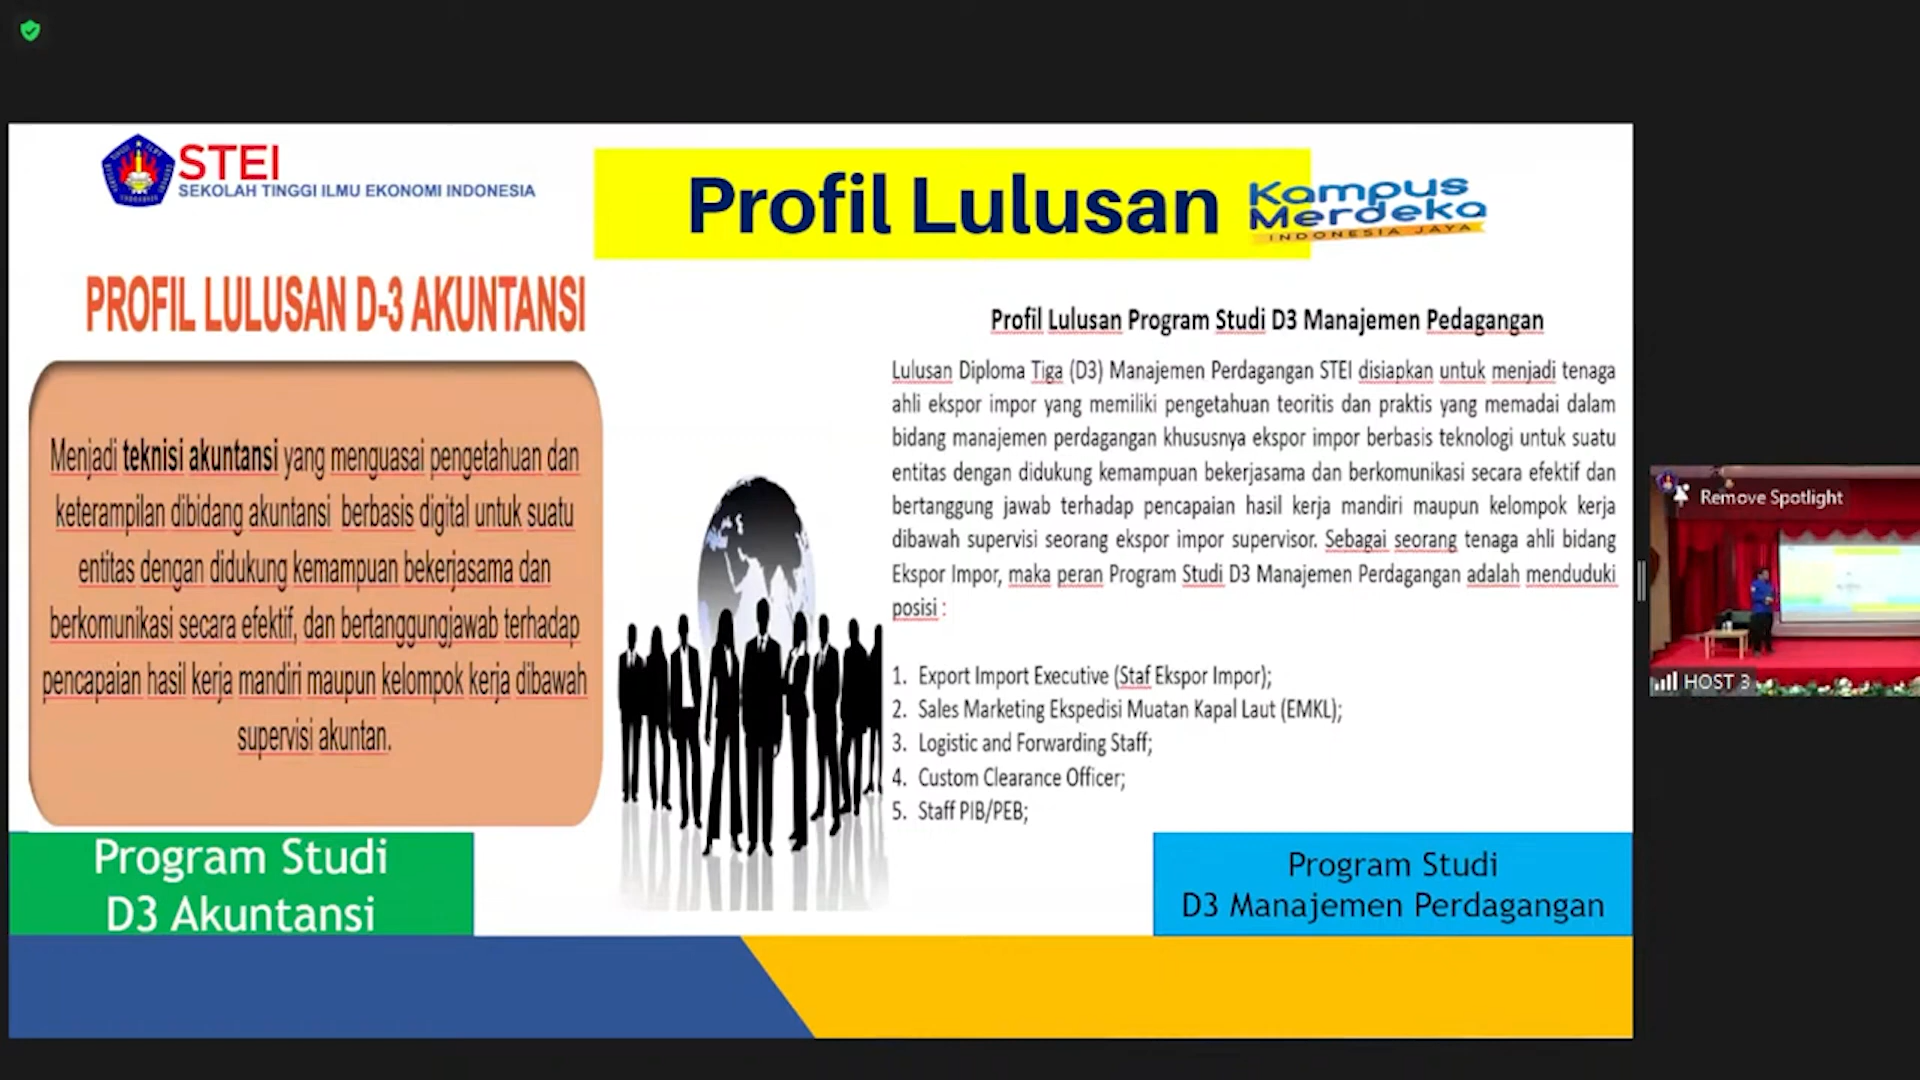 STEI
SEKOLAH TINGGI ILMU EKONOMI INDONESIA
Profil Lulusan
Kampus
Merdeka
INDONESIA JAYA
PROFIL LULUSAN D-3 AKUNTANSI
Menjadi teknisi akuntansi yang menguasai pengetahuan dan
keterampilan dibidang akuntansi berbasis digital untuk suatu
entitas dengan didukung kemampuan bekerjasama dan
berkomunikasi secara efektif, dan bertanggungjawab terhadap
pencapaian hasil kerja mandiri maupun kelompok kerja dibawah
supervisi akuntan.
Program Studi
D3 Akuntansi
Profil Lulusan Program Studi D3 Manajemen Pedagangan
Lulusan Diploma Tiga (D3) Manajemen Perdagangan STEI disiapkan untuk menjadi tenaga
ahli ekspor impor yang memiliki pengetahuan teoritis dan praktis yang memadai dalam
bidang manajemen perdagangan khususnya ekspor impor berbasis teknologi untuk suatu
entitas dengan didukung kemampuan bekerjasama dan berkomunikasi secara efektif dan
bertanggung jawab terhadap pencapaian hasil kerja mandiri maupun kelompok kerja
dibawah supervisi seorang ekspor impor supervisor. Sebagai seorang tenaga ahli bidang
Ekspor Impor, maka peran Program Studi D3 Manajemen Perdagangan adalah menduduki
posisi :
1. Export Import Executive (Staf Ekspor Impor);
2. Sales Marketing Ekspedisi Muatan Kapal Laut (EMKL);
3. Logistic and Forwarding Staff;
4. Custom Clearance Officer;
5. Staff PIB/PEB;
Program Studi
D3 Manajemen Perdagangan
Remove Spotlight
HOST 3